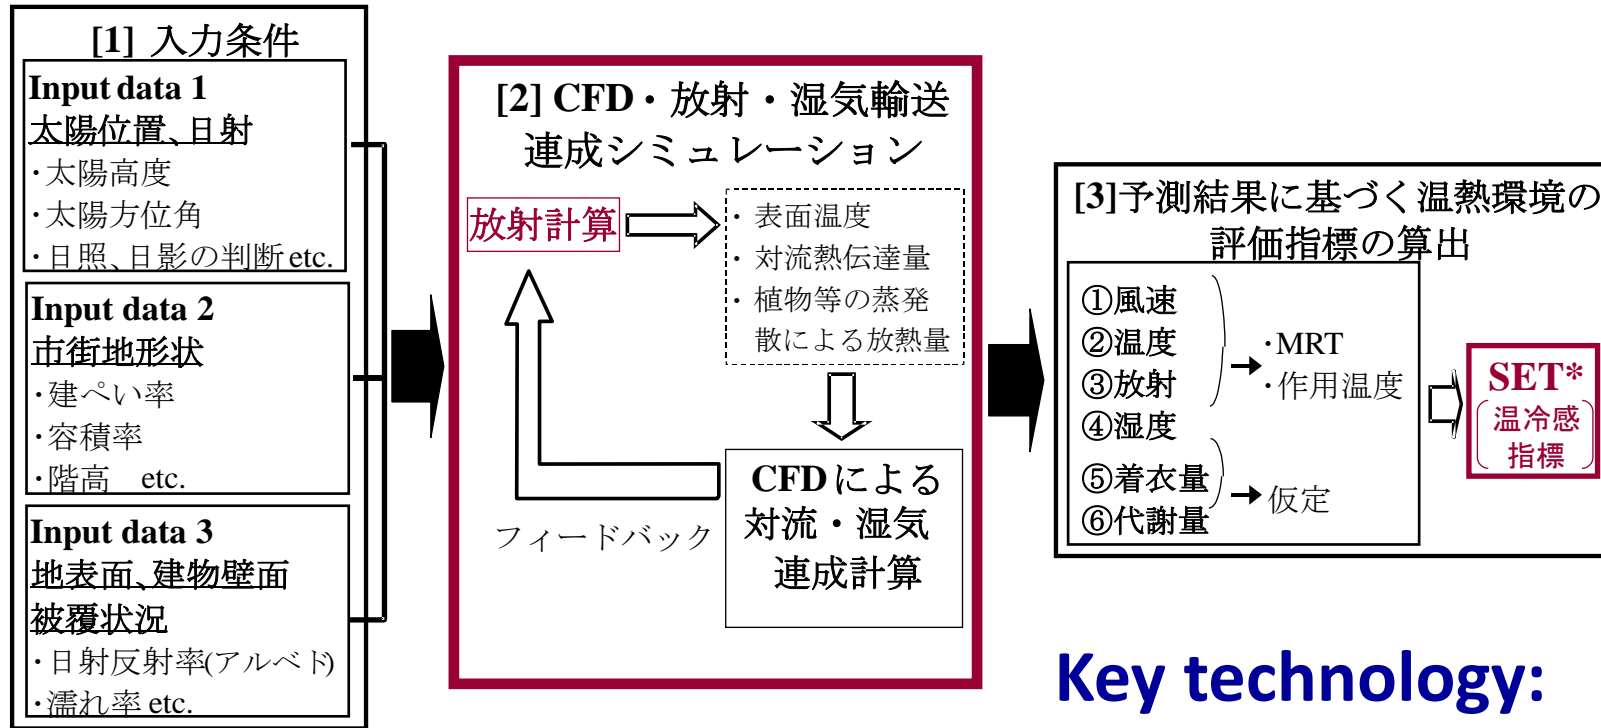 [1] 入力条件
Input data 1
太陽位置、日射
・太陽高度
・太陽方位角
・日照、日影の判断 etc.
Input data 2
市街地形状
・建ぺい率
・容積率
・階高 etc.
Input data 3
地表面、建物壁面
被覆状況
・日射反射率(アルベド)
・濡れ率 etc.
[2] CFD・放射・湿気輸送
連成シミュレーション
放射計算
・表面温度
・対流熱伝達量
・植物等の蒸発
散による放熱量
フィードバック
CFDによる
対流・湿気
連成計算
[3]予測結果に基づく温熱環境の
評価指標の算出
①風速
②温度
③放射
④湿度
⑤着衣量
⑥代謝量
・MRT
・作用温度
仮定
SET*
温冷感
指標
Key technology: